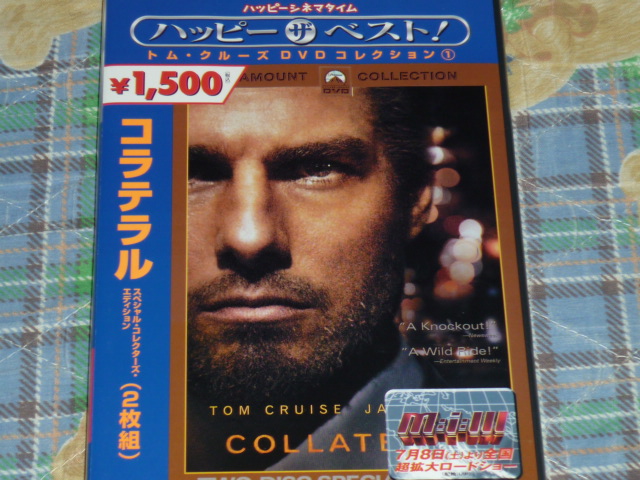 ハッピーシネマタイム
ハッピー ザ ベスト!
トム・クルーズ DVD コレクション①
¥1,500
AMOUNT COLLECTION
DVD
コラテラル
スペシャル・コレクターズ・
エディション
(2枚組)
"A Knockout!"
"A Wild Ride!"
—Entertainment Weekly
TOM CRUISE JA
COLLATE
M:i:III
7月8日(土)より全国
超拡大ロードショー